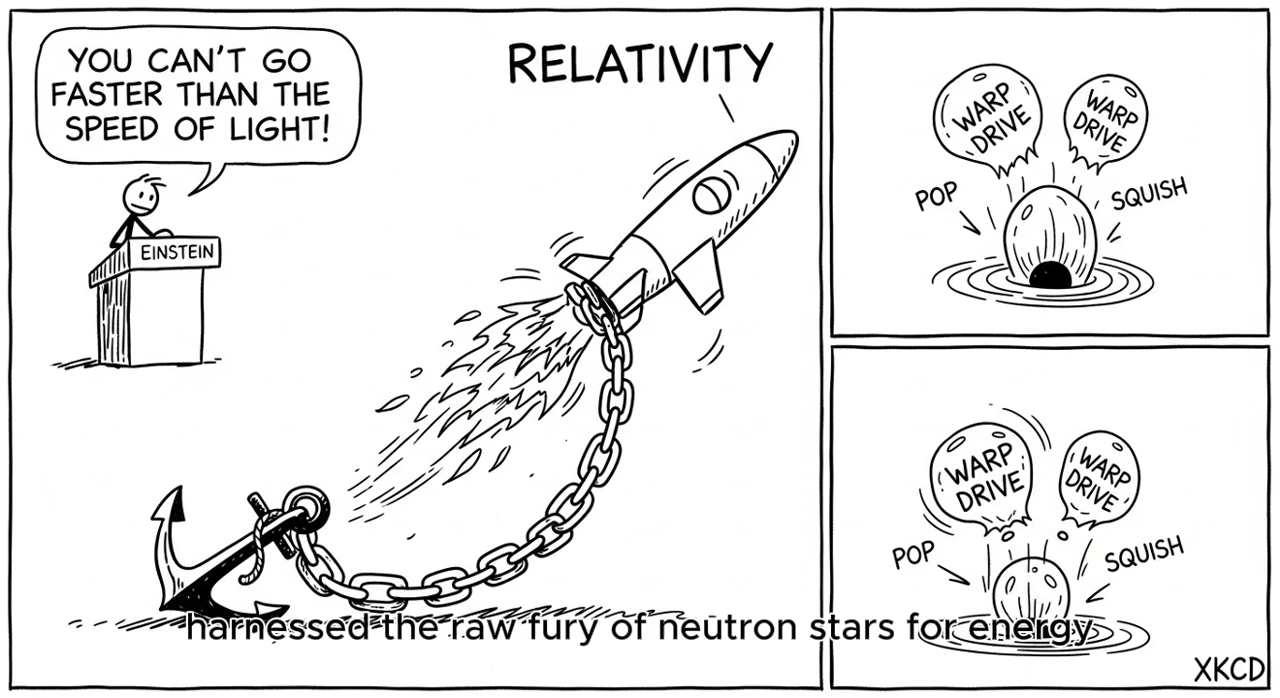 YOU CAN'T GO
FASTER THAN THE
SPEED OF LIGHT!
EINSTEIN
RELATIVITY
WARP
DRIVE
WARP
DRIVE
POP
SQUISH
WARP
DRIVE
WARP
DRIVE
POP
SQUISH
harnessed the raw fury of neutron stars for energy
XKCD